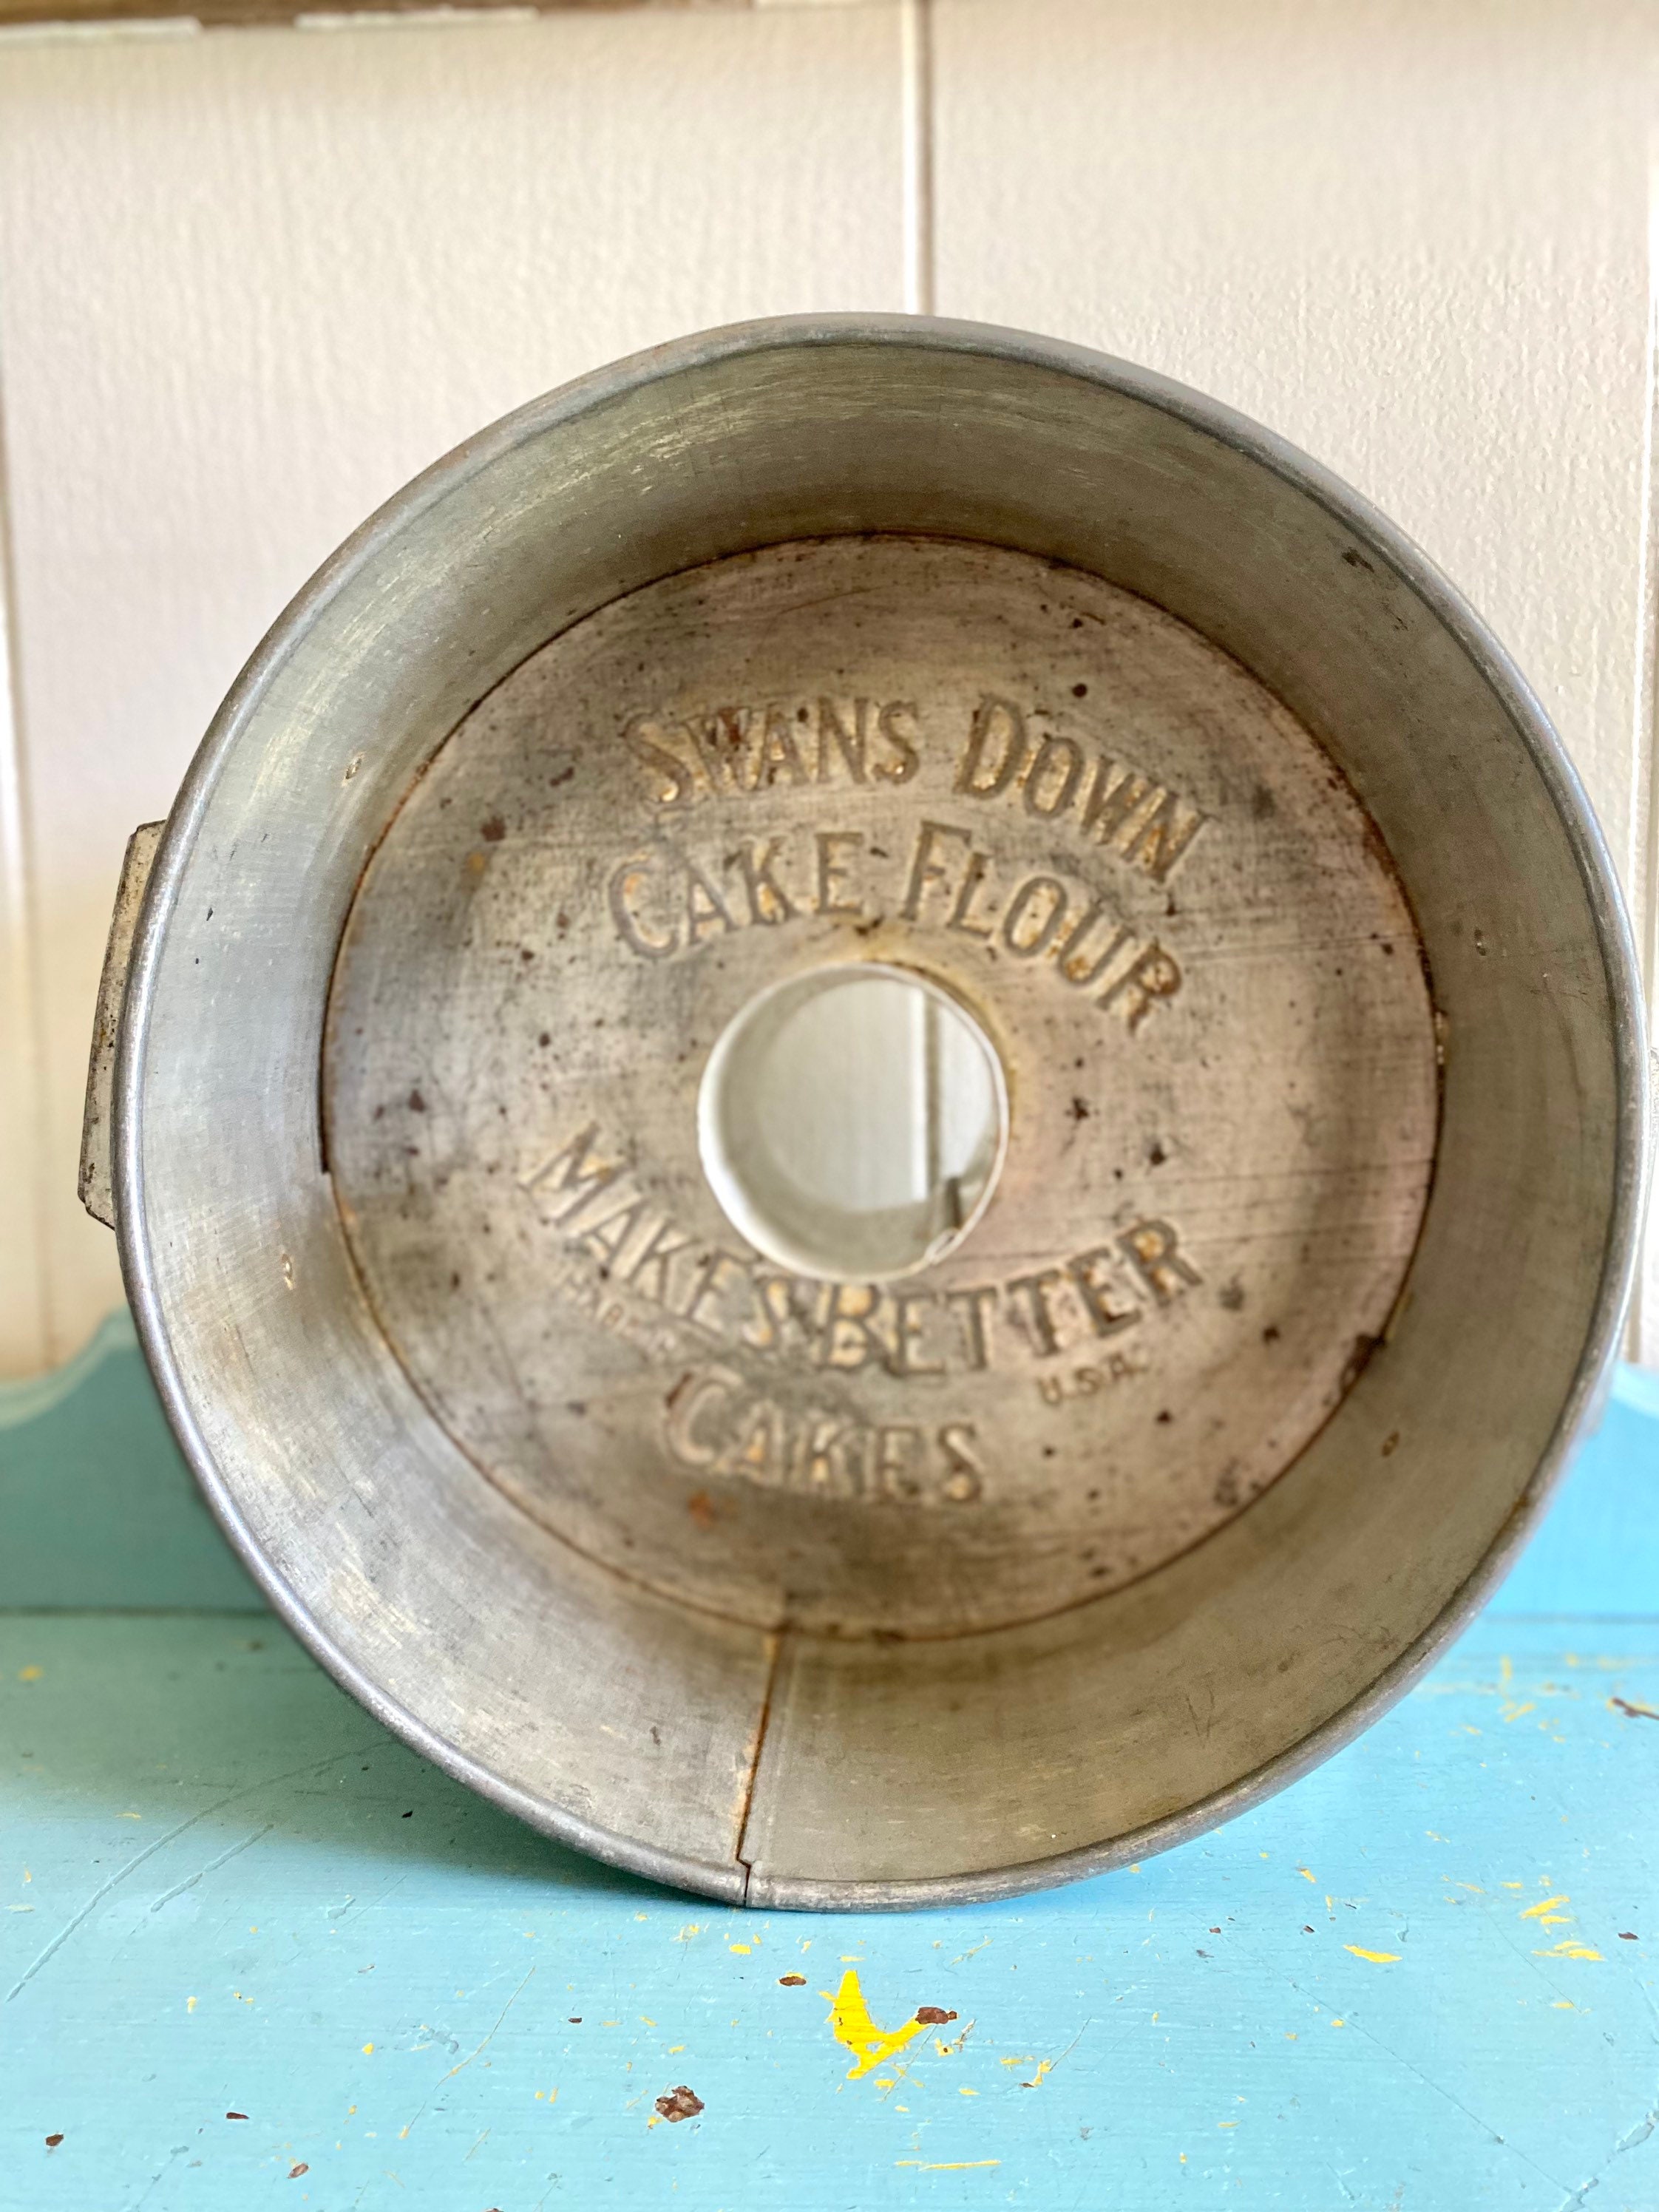 SWANS DOWN
CAKE FLOUR
MAKES BETTER
U.S.A.
CAKES